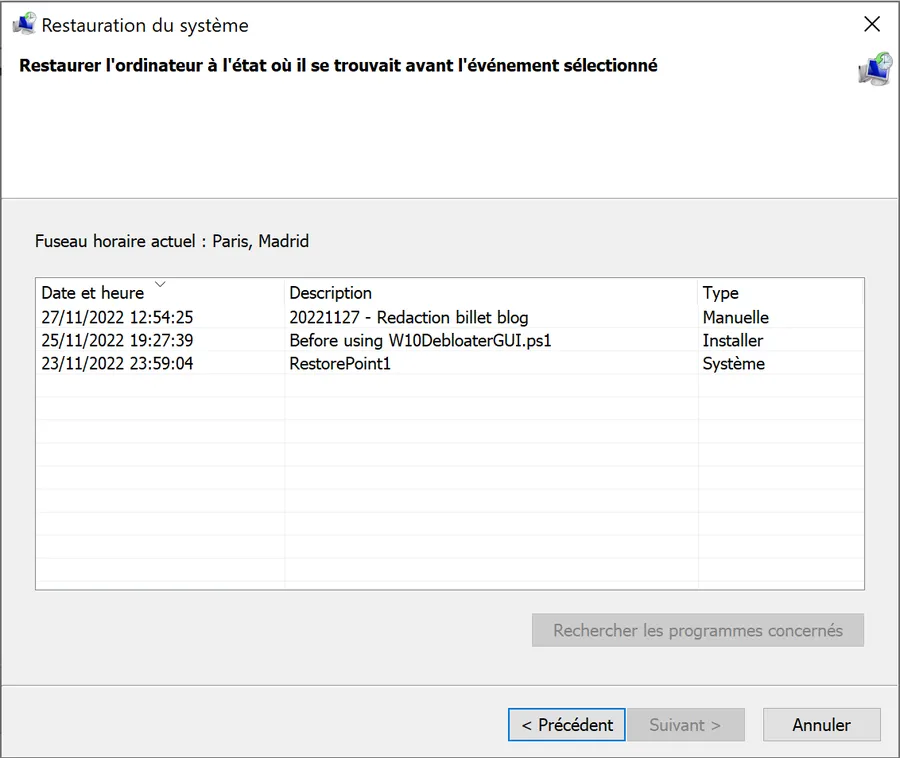 Restauration du système
Restaurer l'ordinateur à l'état où il se trouvait avant l'événement sélectionné
Fuseau horaire actuel : Paris, Madrid
Date et heure Description Type
27/11/2022 12:54:25 20221127 - Redaction billet blog Manuelle
25/11/2022 19:27:39 Before using W10DebloaterGUI.ps1 Installer
23/11/2022 23:59:04 RestorePoint1 Système
Rechercher les programmes concernés
< Précédent Suivant > Annuler